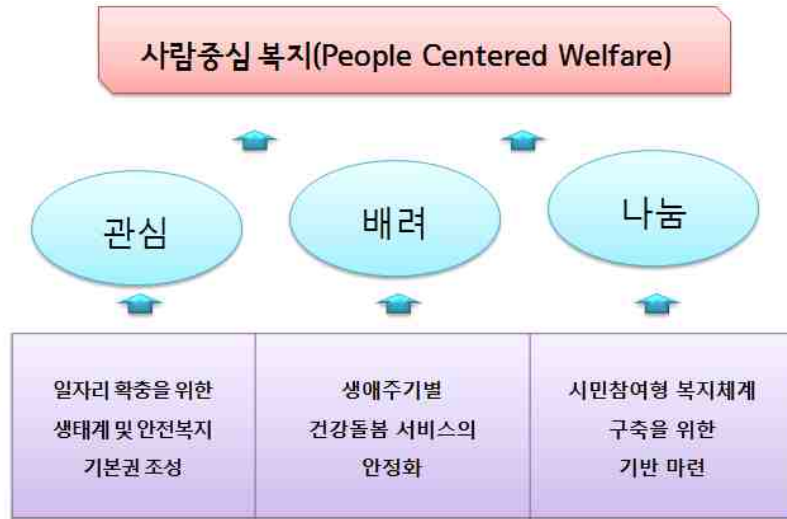 사람중심 복지(People Centered Welfare)
관심
배려
나눔
일자리 확충을 위한
생태계 및 안전복지
기본권 조성
생애주기별
건강돌봄 서비스의
안정화
시민참여형 복지체계
구축을 위한
기반 마련